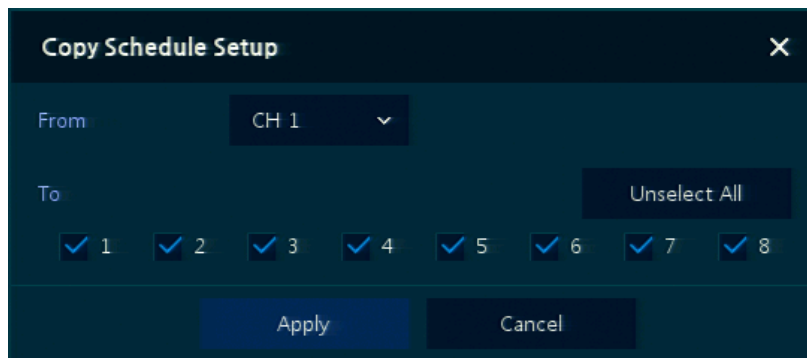 Copy Schedule Setup
From CH 1
To Unselect All
1 2 3 4 5 6 7 8
Apply Cancel